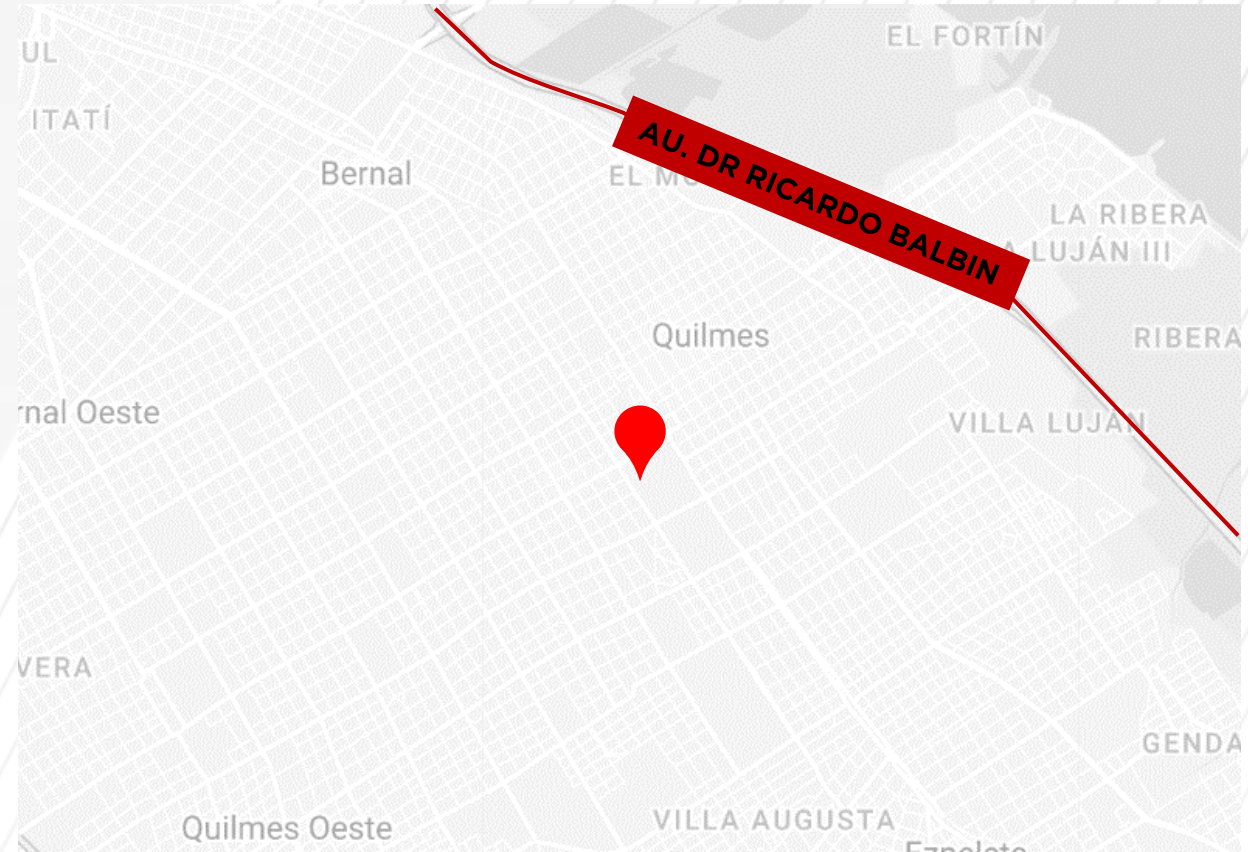 EL FORTÍN
UL
ITATÍ
AU. DR RICARDO BALBIN
Bernal
EL MO
LA RIBERA
A LUJÁN III
Quilmes
RIBERA
rnal Oeste
VILLA LUJÁN
VERA
GENDA
VILLA AUGUSTA
Quilmes Oeste